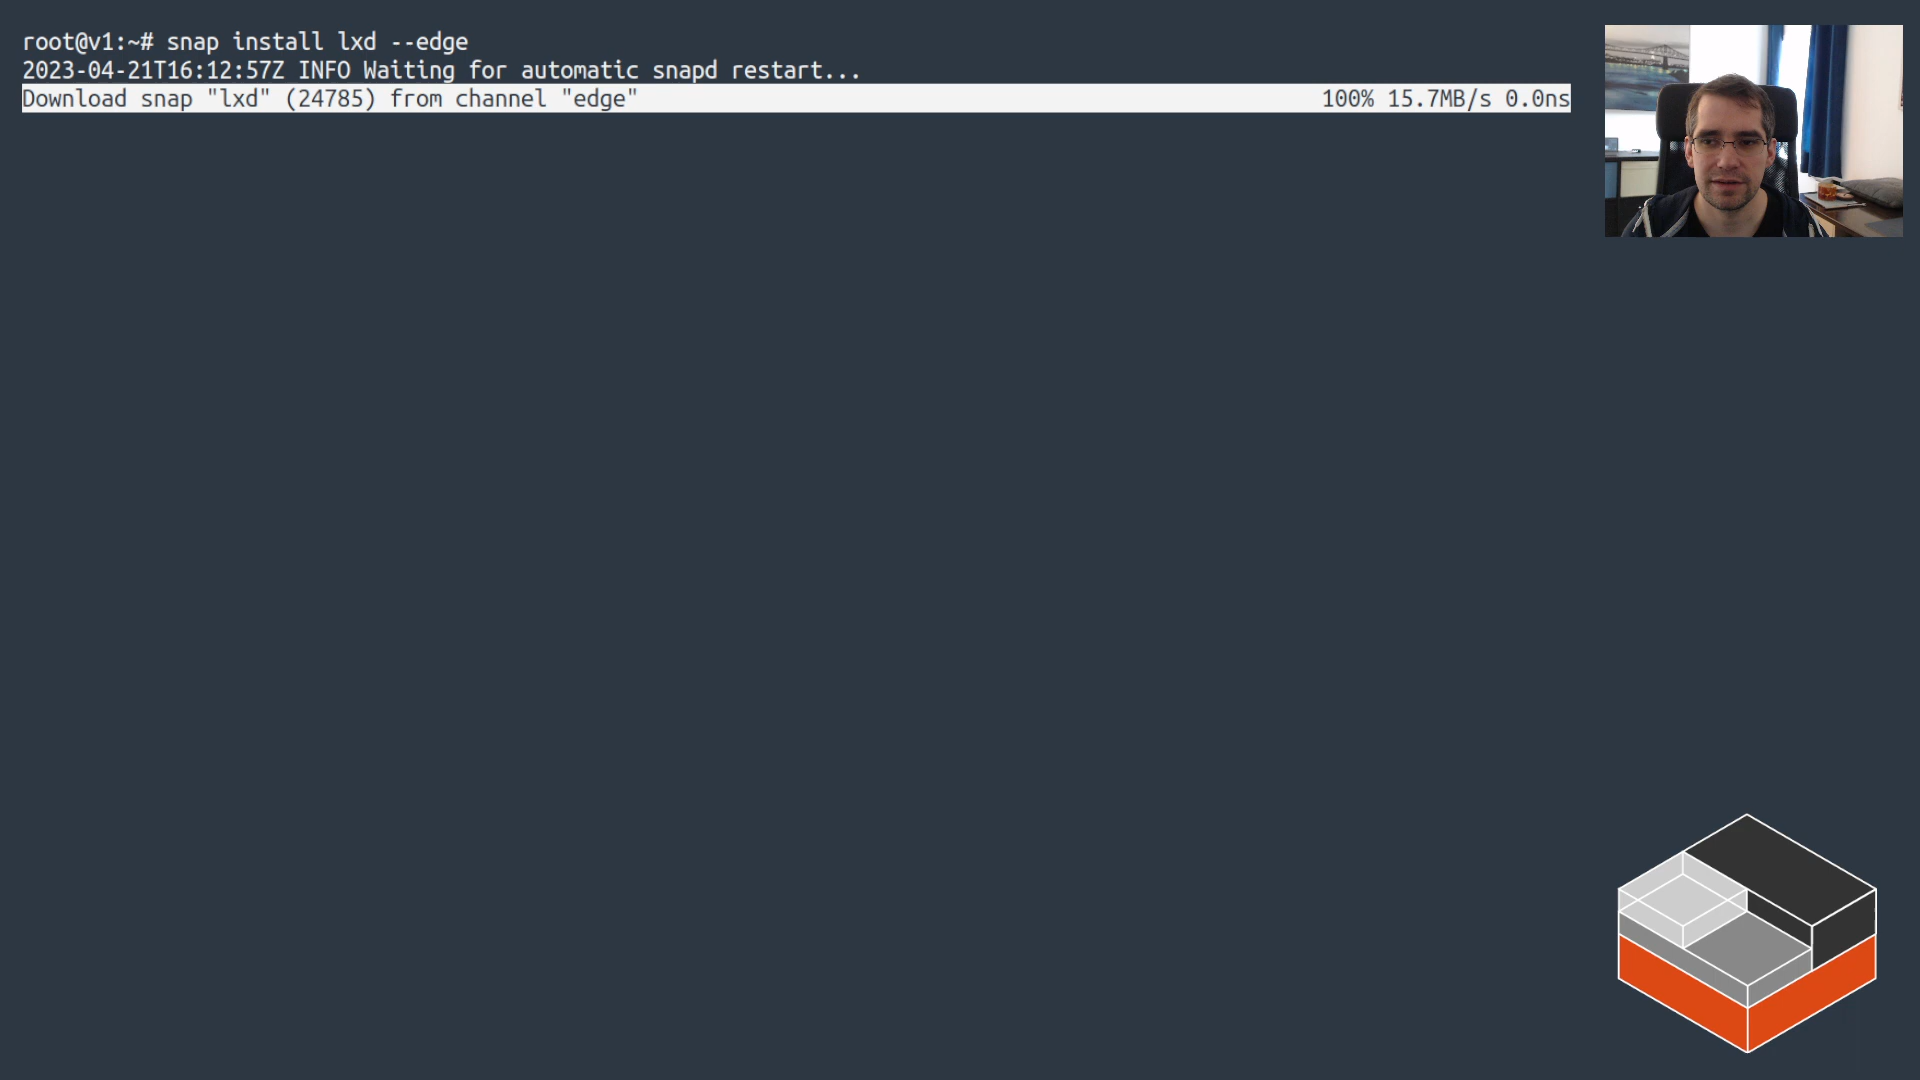 root@v1:~# snap install lxd --edge
2023-04-21T16:12:57Z INFO Waiting for automatic snapd restart...
Download snap "lxd" (24785) from channel "edge" 100% 15.7MB/s 0.0ns